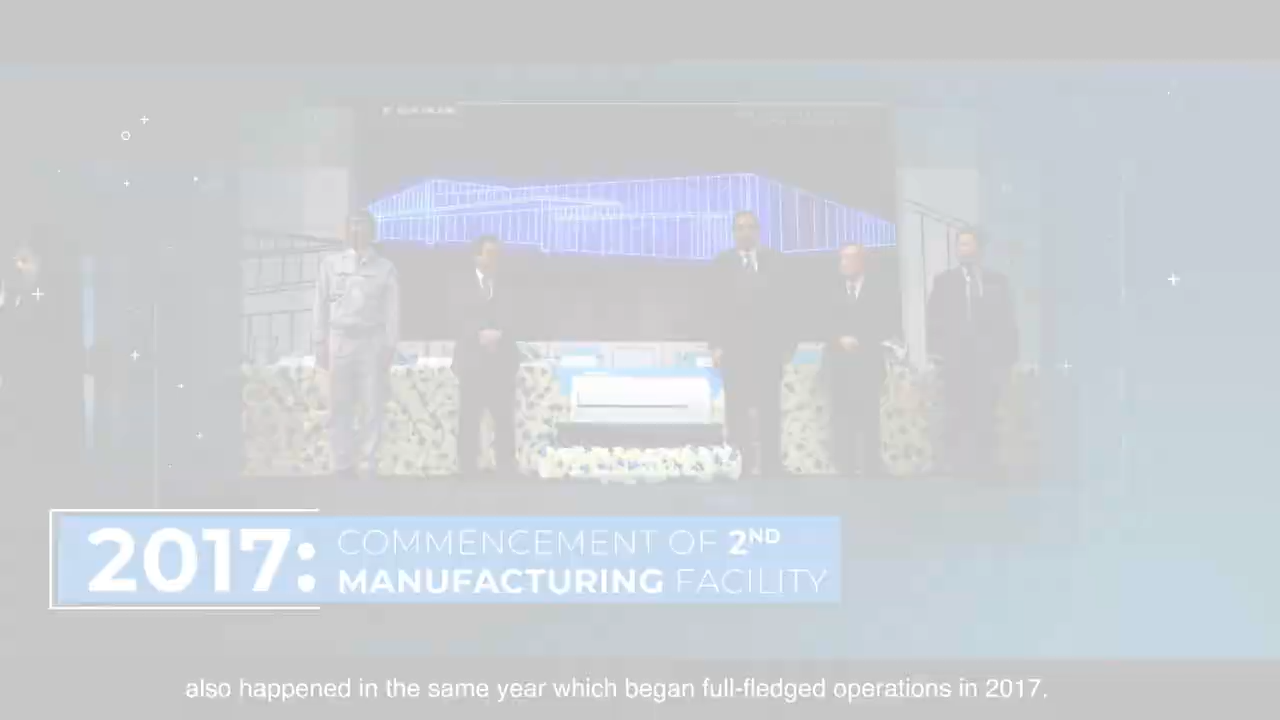 2017:
COMMENCEMENT OF 2ND
MANUFACTURING FACILITY
also happened in the same year which began full-fledged operations in 2017.